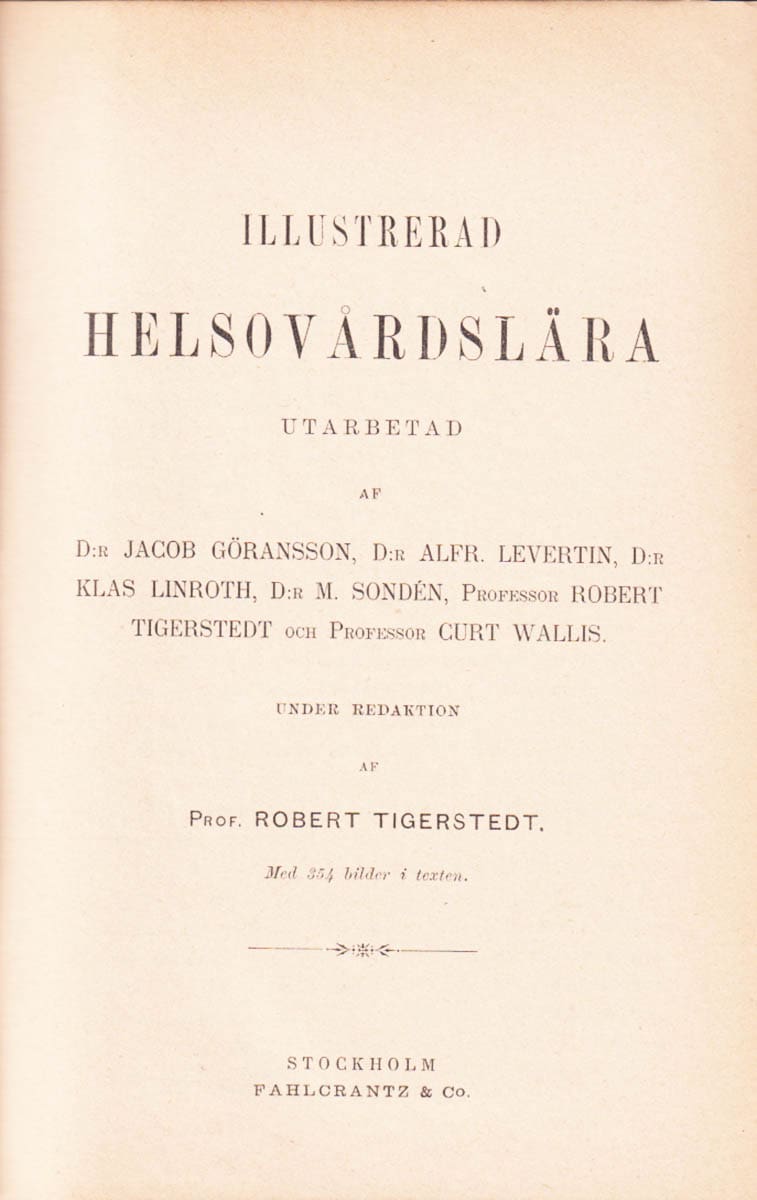 ILLUSTRERAD
HELSOVÅRDSLÄRA
UTARBETAD
AF
D:R JACOB GÖRANSSON, D:R ALFR. LEVERTIN, D:R
KLAS LINROTH, D:R M. SONDÉN, PROFESSOR ROBERT
TIGERSTEDT OCH PROFESSOR CURT WALLIS.
UNDER REDAKTION
AF
PROF. ROBERT TIGERSTEDT.
Med 354 bilder i texten.
STOCKHOLM
FAHLCRANTZ & Co.